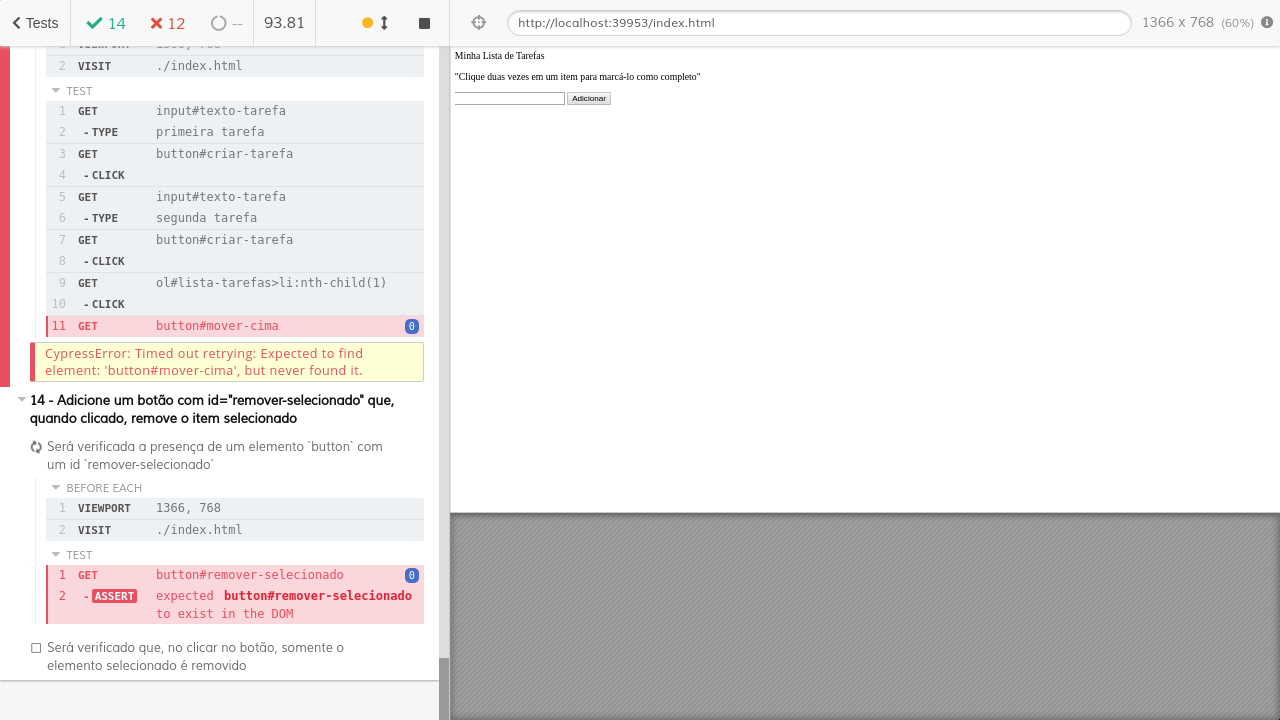 Tests
14
12
--
93.81
http://localhost:39953/index.html
1366 x 768 (60%)
1 VIEWPORT 1366, 768
2 VISIT ./index.html
TEST
1 GET input#texto-tarefa
2 - TYPE primeira tarefa
3 GET button#criar-tarefa
4 - CLICK
5 GET input#texto-tarefa
6 - TYPE segunda tarefa
7 GET button#criar-tarefa
8 - CLICK
9 GET ol#lista-tarefas>li:nth-child(1)
10 - CLICK
11 GET button#mover-cima 0
CypressError: Timed out retrying: Expected to find
element: 'button#mover-cima', but never found it.
14 - Adicione um botão com id="remover-selecionado" que,
quando clicado, remove o item selecionado
Será verificada a presença de um elemento `button` com
um id `remover-selecionado`
BEFORE EACH
1 VIEWPORT 1366, 768
2 VISIT ./index.html
TEST
1 GET button#remover-selecionado 0
2 - ASSERT expected button#remover-selecionado
to exist in the DOM
Será verificado que, no clicar no botão, somente o
elemento selecionado é removido
Minha Lista de Tarefas
"Clique duas vezes em um item para marcá-lo como completo"
Adicionar